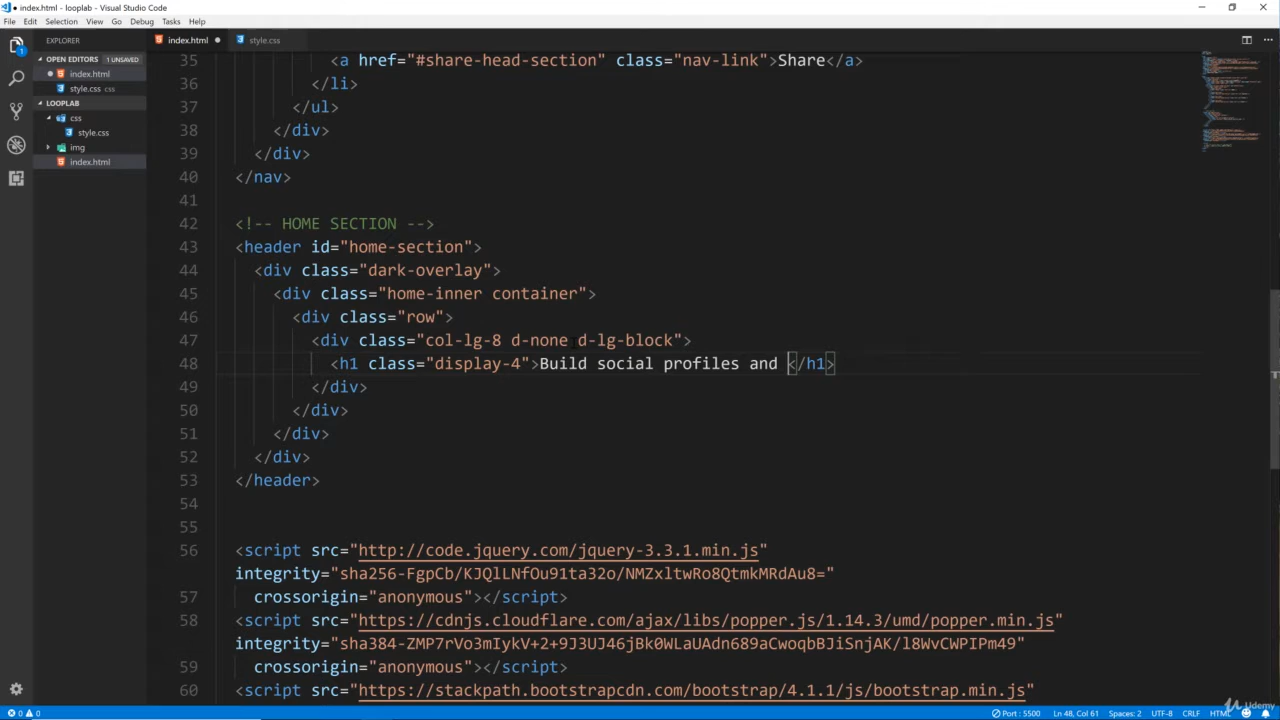 ● index.html - looplab - Visual Studio Code
File Edit Selection View Go Debug Tasks Help
EXPLORER
index.html ●
style.css
OPEN EDITORS 1 UNSAVED
● index.html
style.css css
LOOPLAB
css
style.css
img
index.html
1
35 <a href="#share-head-section" class="nav-link">Share</a>
36 </li>
37 </ul>
38 </div>
39 </div>
40 </nav>
41
42 <!-- HOME SECTION -->
43 <header id="home-section">
44 <div class="dark-overlay">
45 <div class="home-inner container">
46 <div class="row">
47 <div class="col-lg-8 d-none d-lg-block">
48 <h1 class="display-4">Build social profiles and </h1>
49 </div>
50 </div>
51 </div>
52 </div>
53 </header>
54
55
56 <script src="http://code.jquery.com/jquery-3.3.1.min.js"
integrity="sha256-FgpCb/KJQlLNfOu91ta32o/NMZxltwRo8QtmkMRdAu8="
57 crossorigin="anonymous"></script>
58 <script src="https://cdnjs.cloudflare.com/ajax/libs/popper.js/1.14.3/umd/popper.min.js"
integrity="sha384-ZMP7rVo3mIykV+2+9J3UJ46jBk0WLaUAdn689aCwoqbBJiSnjAK/l8WvCWPIPm49"
59 crossorigin="anonymous"></script>
60 <script src="https://stackpath.bootstrapcdn.com/bootstrap/4.1.1/js/bootstrap.min.js"
0 0
Port : 5500 Ln 48, Col 61 Spaces: 2 UTF-8 CRLF HTML
Udemy